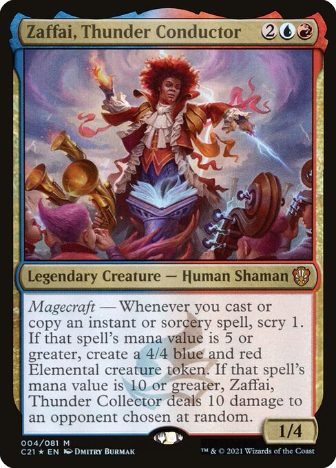 Zaffai, Thunder Conductor 2
Legendary Creature — Human Shaman
Magecraft — Whenever you cast or
copy an instant or sorcery spell, scry 1.
If that spell's mana value is 5 or
greater, create a 4/4 blue and red
Elemental creature token. If that spell's
mana value is 10 or greater, Zaffai,
Thunder Collector deals 10 damage to
an opponent chosen at random.
1/4
004/081 M
C21 ★ EN Dmitry Burmak
™ & © 2021 Wizards of the Coast